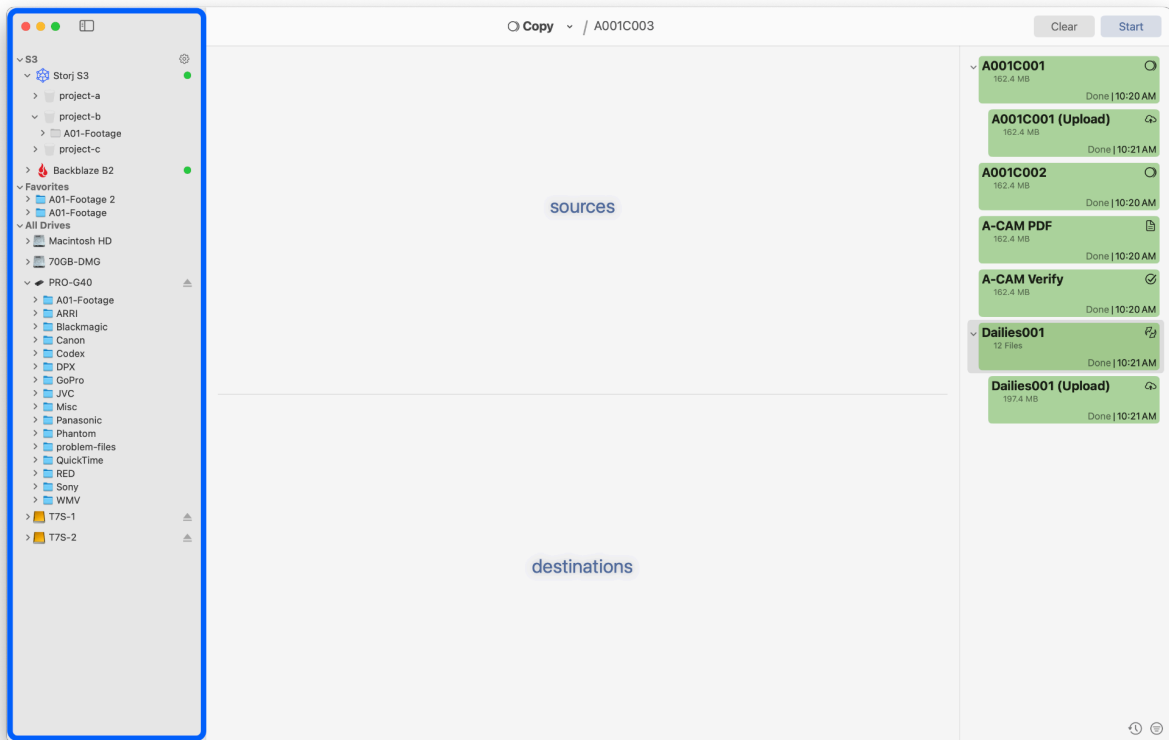 Copy / A001C003
Clear
Start
S3
Storj S3
project-a
project-b
A01-Footage
project-c
Backblaze B2
Favorites
A01-Footage 2
A01-Footage
All Drives
Macintosh HD
70GB-DMG
PRO-G40
A01-Footage
ARRI
Blackmagic
Canon
Codex
DPX
GoPro
JVC
Misc
Panasonic
Phantom
problem-files
QuickTime
RED
Sony
WMV
T7S-1
T7S-2
sources
destinations
A001C001
162.4 MB
Done | 10:20 AM
A001C001 (Upload)
162.4 MB
Done | 10:21 AM
A001C002
162.4 MB
Done | 10:20 AM
A-CAM PDF
162.4 MB
Done | 10:20 AM
A-CAM Verify
162.4 MB
Done | 10:20 AM
Dailies001
12 Files
Done | 10:21 AM
Dailies001 (Upload)
197.4 MB
Done | 10:21 AM